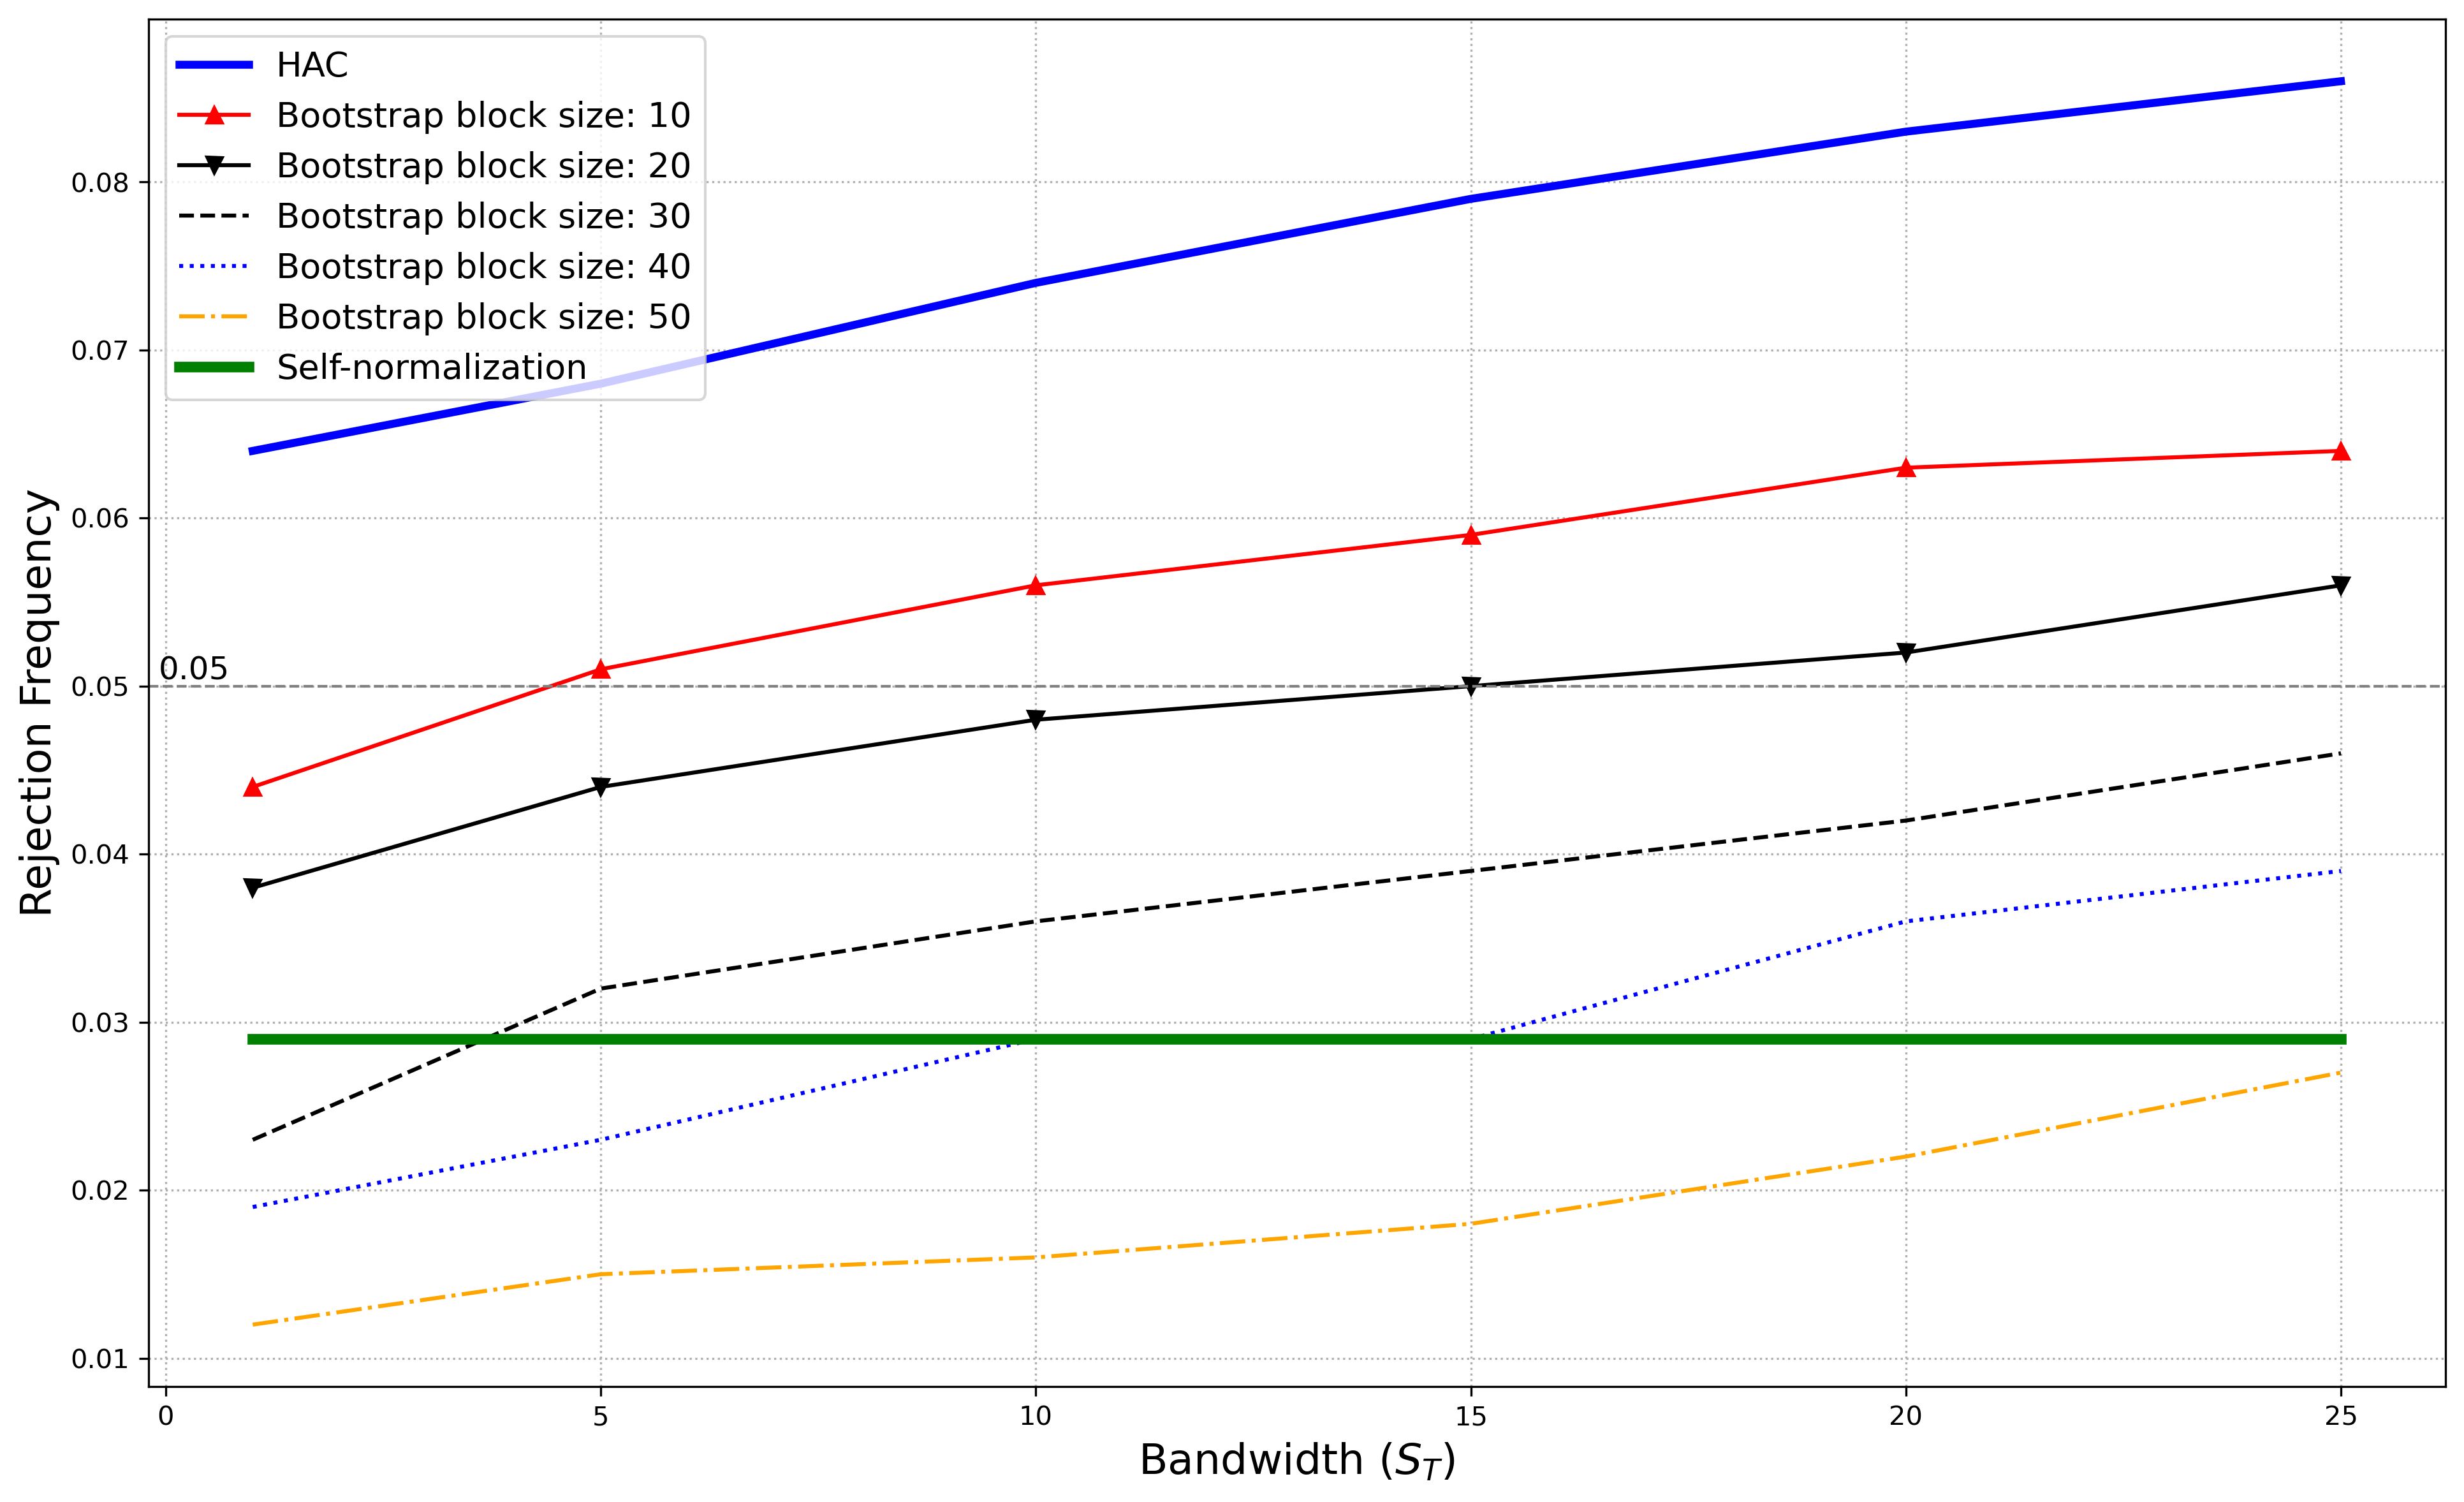 HAC
Bootstrap block size: 10
Bootstrap block size: 20
Bootstrap block size: 30
Bootstrap block size: 40
Bootstrap block size: 50
Self-normalization
Rejection Frequency
0.08
0.07
0.06
0.05
0.05
0.04
0.03
0.02
0.01
0 5 10 15 20 25
Bandwidth (S_T)